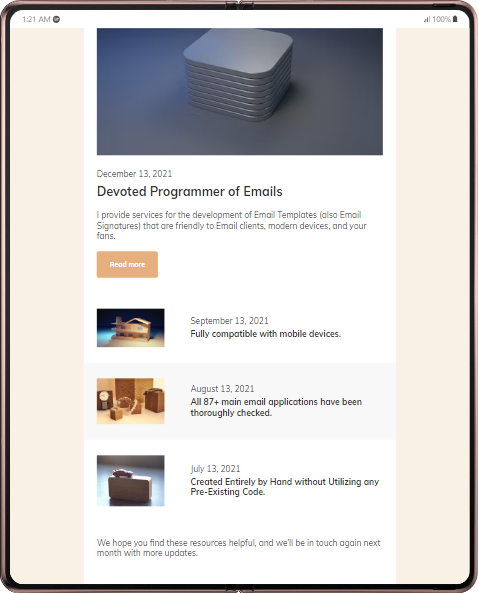 1:21 AM
100%
December 13, 2021
Devoted Programmer of Emails
I provide services for the development of Email Templates (also Email
Signatures) that are friendly to Email clients, modern devices, and your
fans.
Read more
September 13, 2021
Fully compatible with mobile devices.
August 13, 2021
All 87+ main email applications have been
thoroughly checked.
July 13, 2021
Created Entirely by Hand without Utilizing any
Pre-Existing Code.
We hope you find these resources helpful, and we'll be in touch again next
month with more updates.